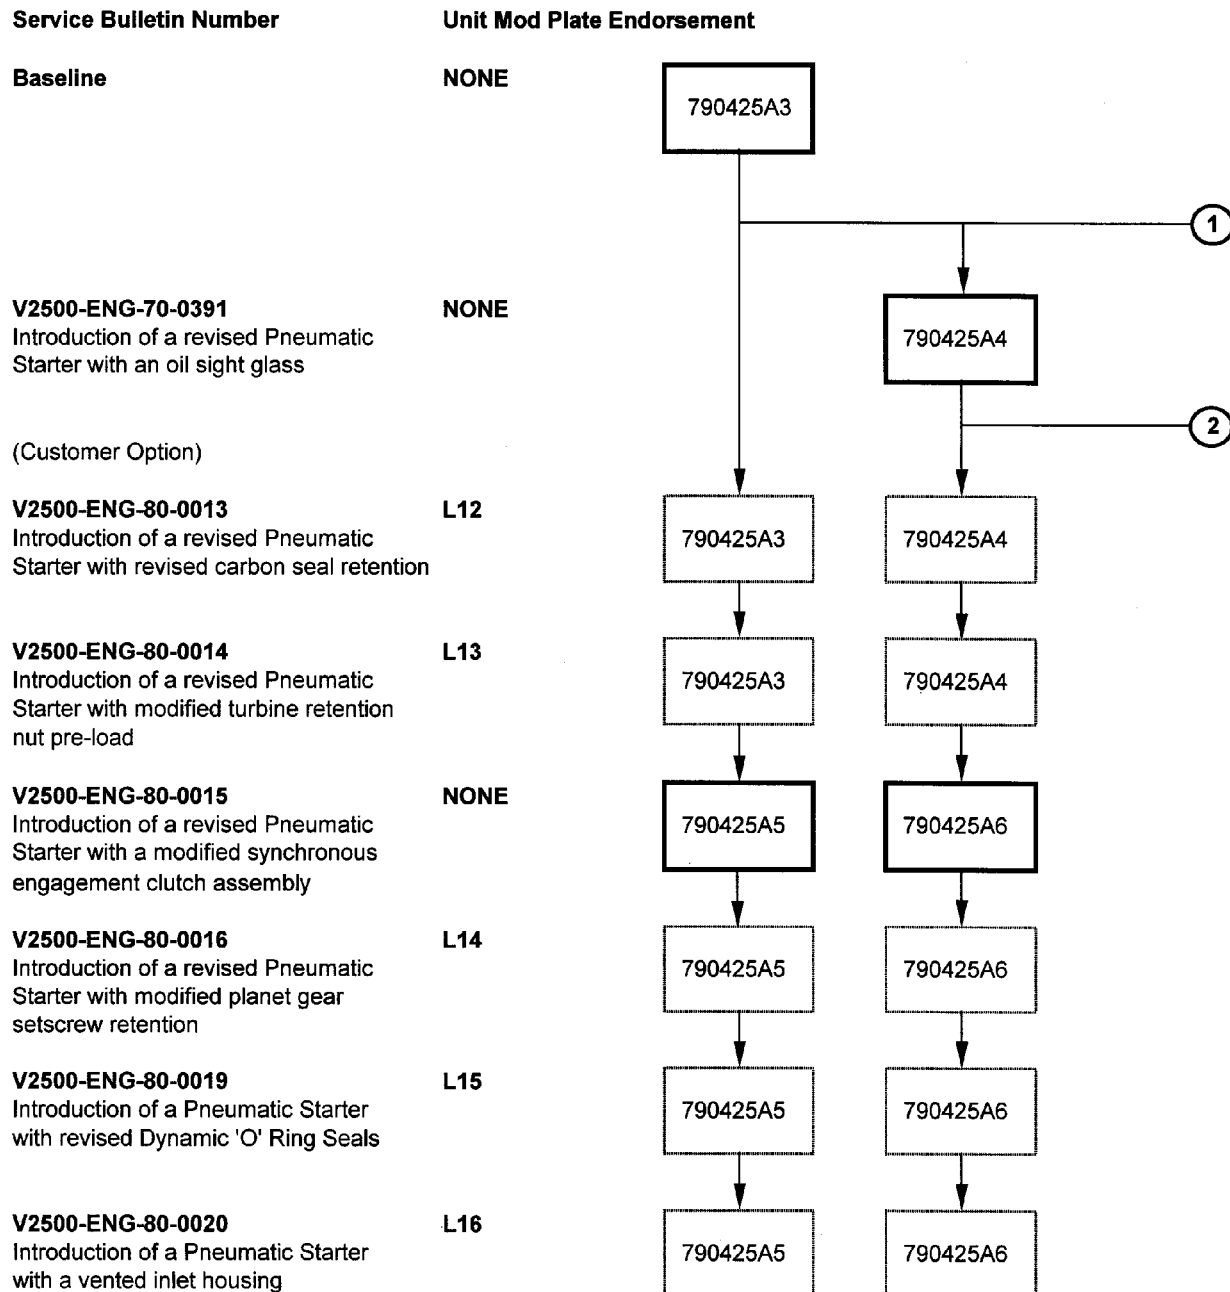 Service Bulletin Number Unit Mod Plate Endorsement
Baseline NONE
790425A3
1
V2500-ENG-70-0391 NONE
Introduction of a revised Pneumatic
Starter with an oil sight glass
790425A4
2
(Customer Option)
V2500-ENG-80-0013 L12
Introduction of a revised Pneumatic
Starter with revised carbon seal retention
790425A3 790425A4
V2500-ENG-80-0014 L13
Introduction of a revised Pneumatic
Starter with modified turbine retention
nut pre-load
790425A3 790425A4
V2500-ENG-80-0015 NONE
Introduction of a revised Pneumatic
Starter with a modified synchronous
engagement clutch assembly
790425A5 790425A6
V2500-ENG-80-0016 L14
Introduction of a revised Pneumatic
Starter with modified planet gear
setscrew retention
790425A5 790425A6
V2500-ENG-80-0019 L15
Introduction of a Pneumatic Starter
with revised Dynamic 'O' Ring Seals
790425A5 790425A6
V2500-ENG-80-0020 L16
Introduction of a Pneumatic Starter
with a vented inlet housing
790425A5 790425A6